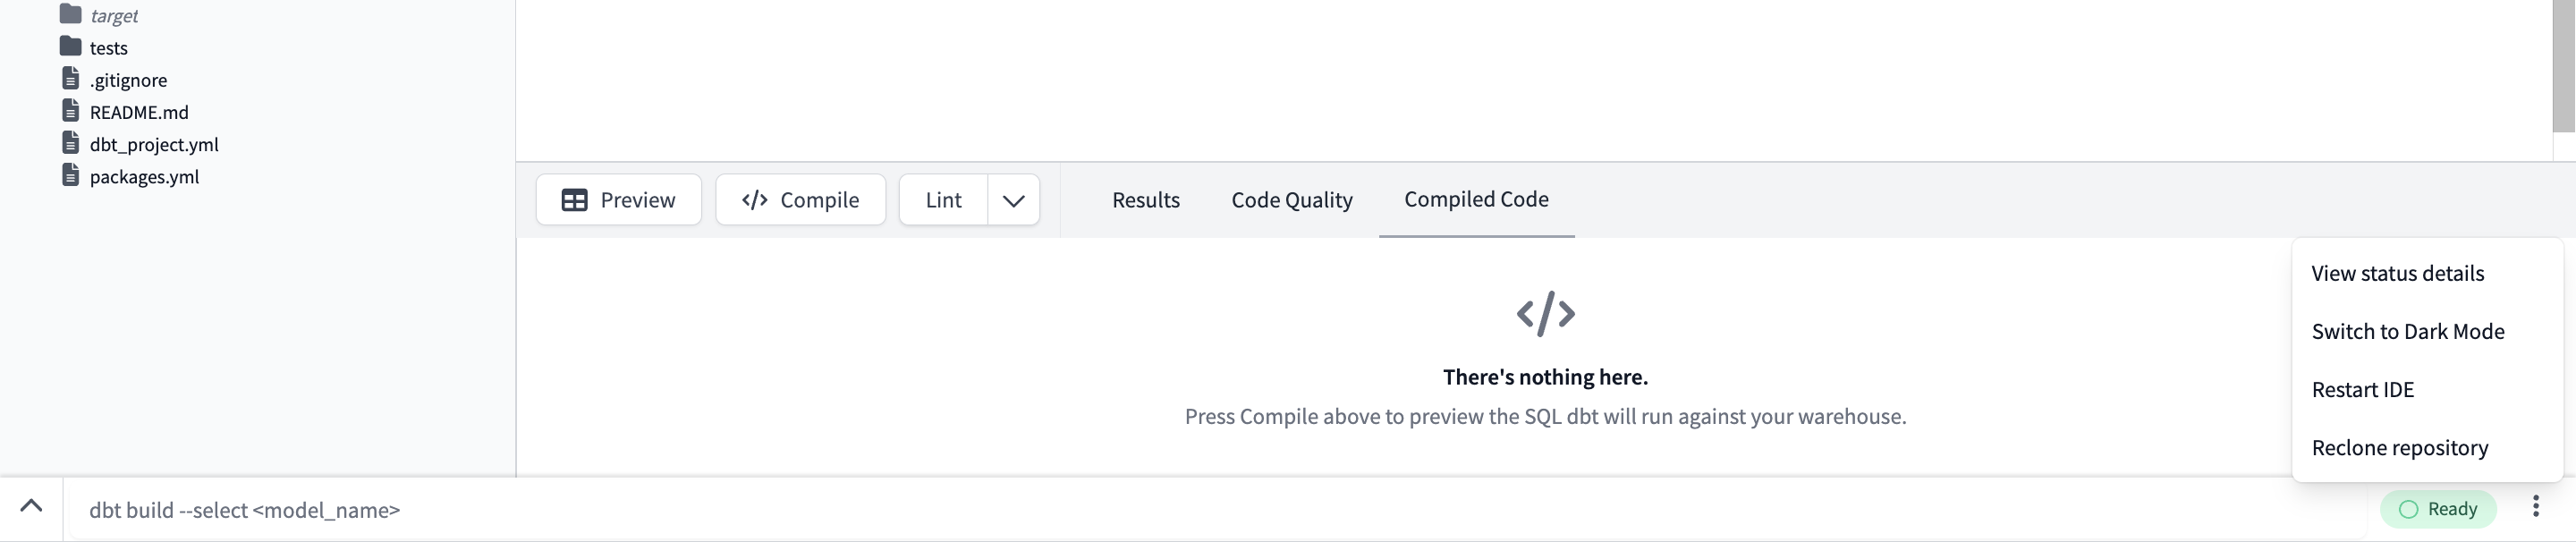 target
tests
.gitignore
README.md
dbt_project.yml
packages.yml
Preview
</> Compile
Lint
Results
Code Quality
Compiled Code
</>
There's nothing here.
Press Compile above to preview the SQL dbt will run against your warehouse.
View status details
Switch to Dark Mode
Restart IDE
Reclone repository
dbt build --select <model_name>
Ready